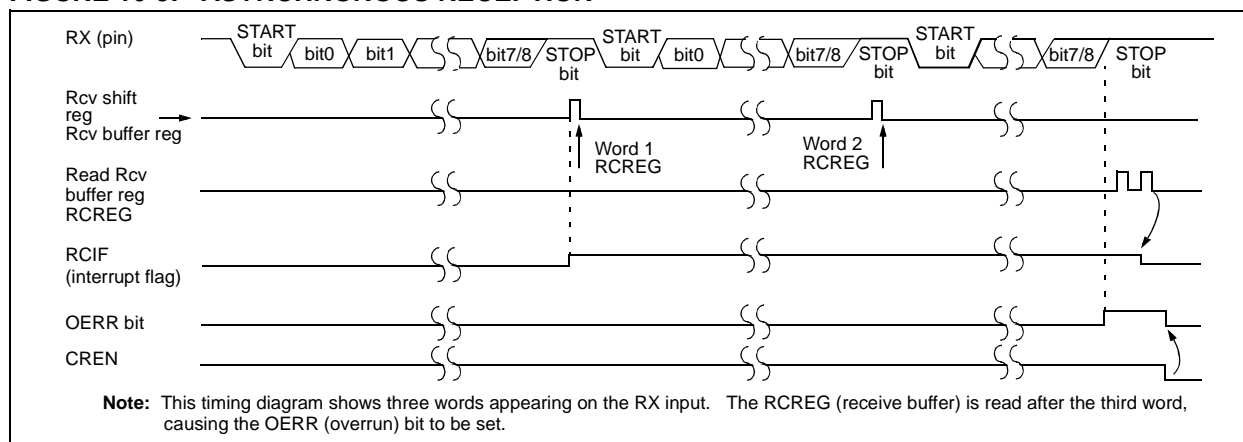 RX (pin)
START
bit
bit0
bit1
bit7/8
STOP
bit
START
bit
bit0
bit7/8
STOP
bit
START
bit
bit7/8
STOP
bit
Rcv shift
reg
Rcv buffer reg
Word 1
RCREG
Word 2
RCREG
Read Rcv
buffer reg
RCREG
RCIF
(interrupt flag)
OERR bit
CREN
Note: This timing diagram shows three words appearing on the RX input. The RCREG (receive buffer) is read after the third word,
causing the OERR (overrun) bit to be set.